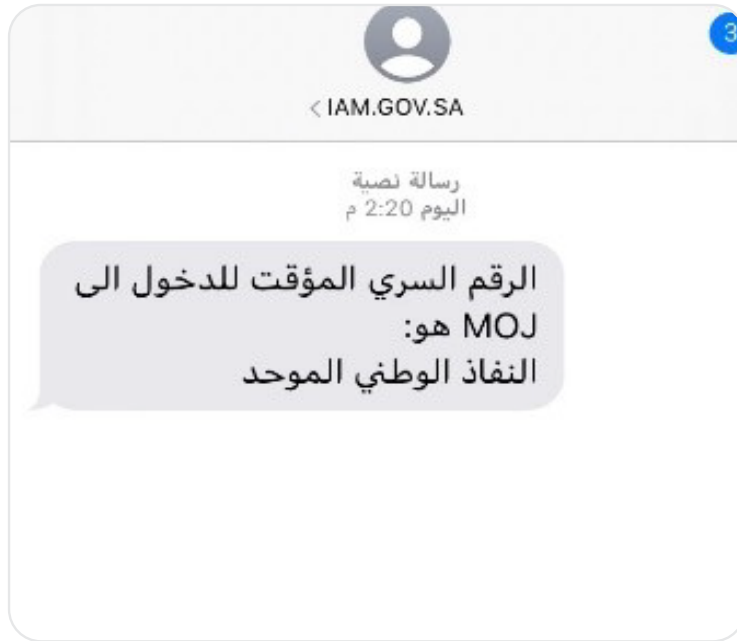 3
< IAM.GOV.SA
رسالة نصية
اليوم 2:20 م
الرقم السري المؤقت للدخول الى
MOJ هو:
النفاذ الوطني الموحد